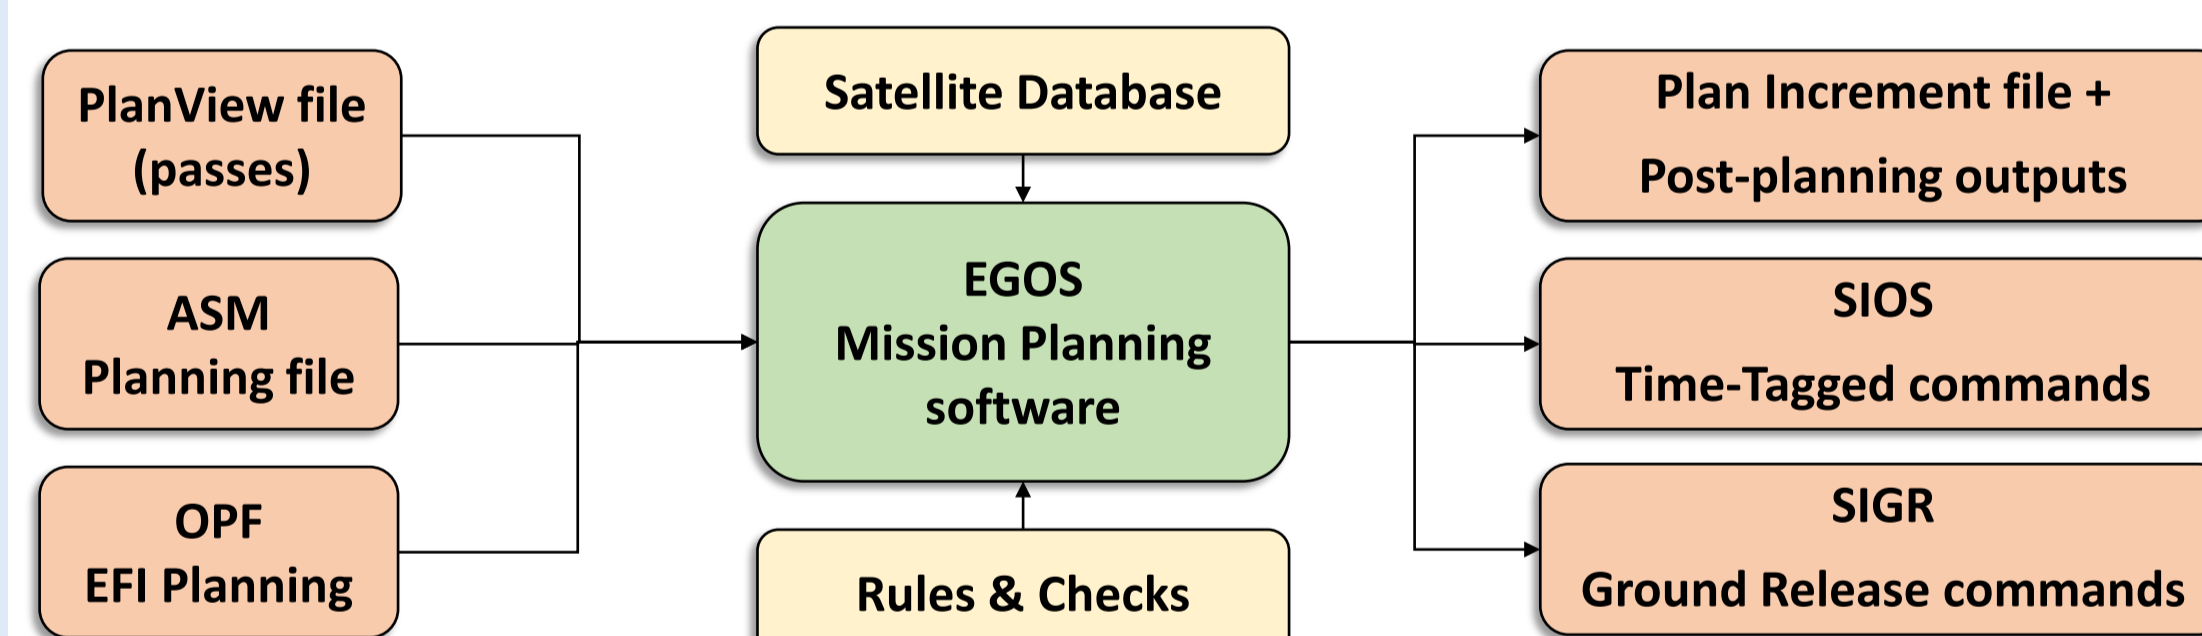 PlanView file
(passes)
ASM
Planning file
OPF
EFI Planning
Satellite Database
EGOS
Mission Planning
software
Rules & Checks
Plan Increment file +
Post-planning outputs
SIOS
Time-Tagged commands
SIGR
Ground Release commands